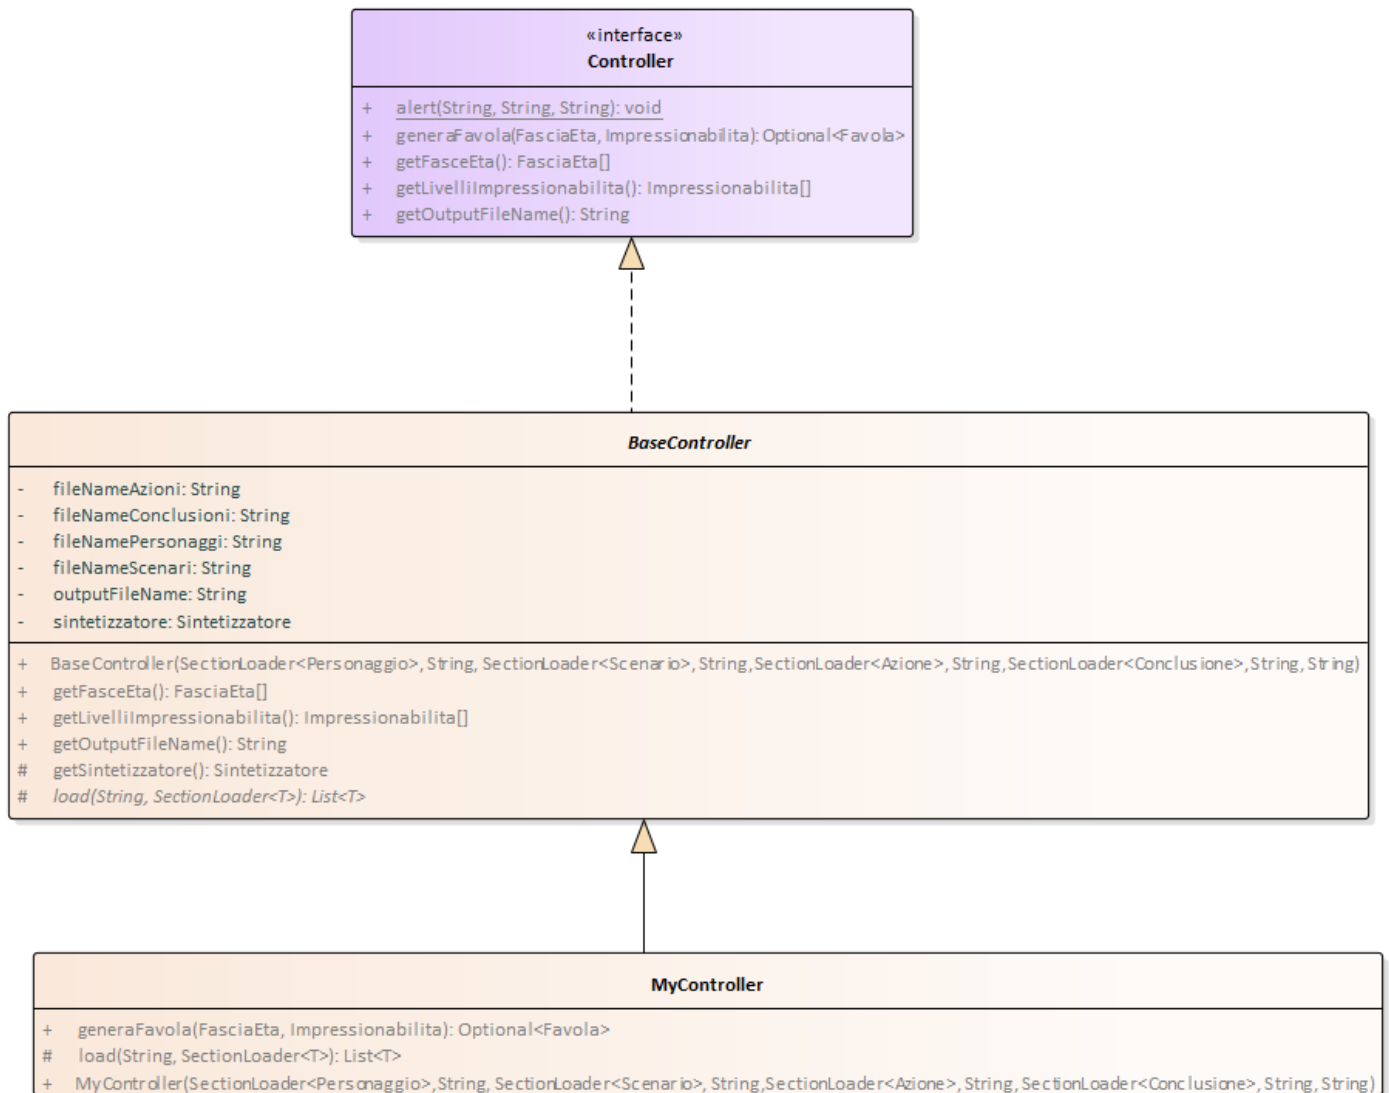 «interface»
Controller
+ alert(String, String, String): void
+ generaFavola(FasciaEta, Impressionabilita): Optional<Favola>
+ getFasceEta(): FasciaEta[]
+ getLivelliImpressionabilita(): Impressionabilita[]
+ getOutputFileName(): String
BaseController
- fileNameAzioni: String
- fileNameConclusioni: String
- fileNamePersonaggi: String
- fileNameScenari: String
- outputFileName: String
- sintetizzatore: Sintetizzatore
+ BaseController(SectionLoader<Personaggio>, String, SectionLoader<Scenario>, String,SectionLoader<Azione>, String,SectionLoader<Conclusione>,String, String)
+ getFasceEta(): FasciaEta[]
+ getLivelliImpressionabilita(): Impressionabilita[]
+ getOutputFileName(): String
# getSintetizzatore(): Sintetizzatore
# load(String, SectionLoader<T>): List<T>
MyController
+ generaFavola(FasciaEta, Impressionabilita): Optional<Favola>
# load(String, SectionLoader<T>): List<T>
+ MyController(SectionLoader<Personaggio>,String, SectionLoader<Scenario>, String,SectionLoader<Azione>, String,SectionLoader<Conclusione>, String, String)